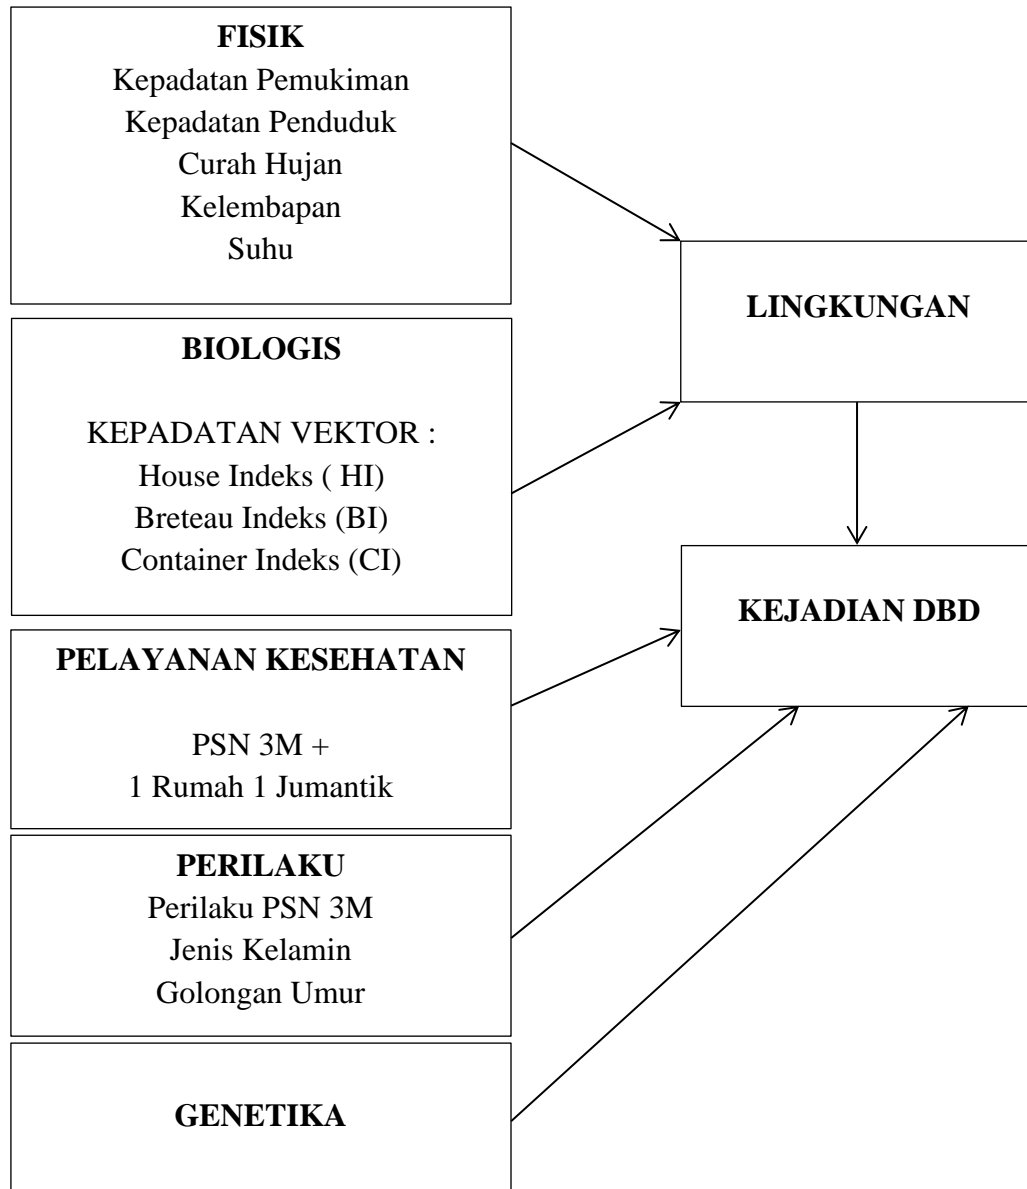 FISIK
Kepadatan Pemukiman
Kepadatan Penduduk
Curah Hujan
Kelembapan
Suhu
LINGKUNGAN
BIOLOGIS
KEPADATAN VEKTOR :
House Indeks ( HI)
Breteau Indeks (BI)
Container Indeks (CI)
KEJADIAN DBD
PELAYANAN KESEHATAN
PSN 3M +
1 Rumah 1 Jumantik
PERILAKU
Perilaku PSN 3M
Jenis Kelamin
Golongan Umur
GENETIKA